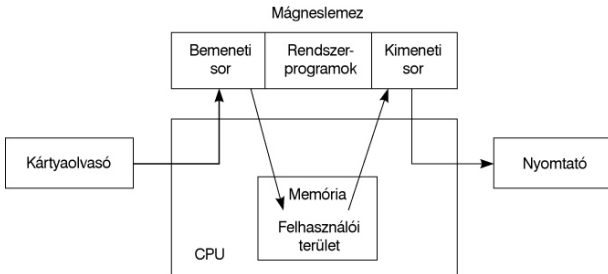 Mágneslemez
Bemeneti
sor
Rendszer-
programok
Kimeneti
sor
Kártyaolvasó
Nyomtató
Memória
Felhasználói
terület
CPU